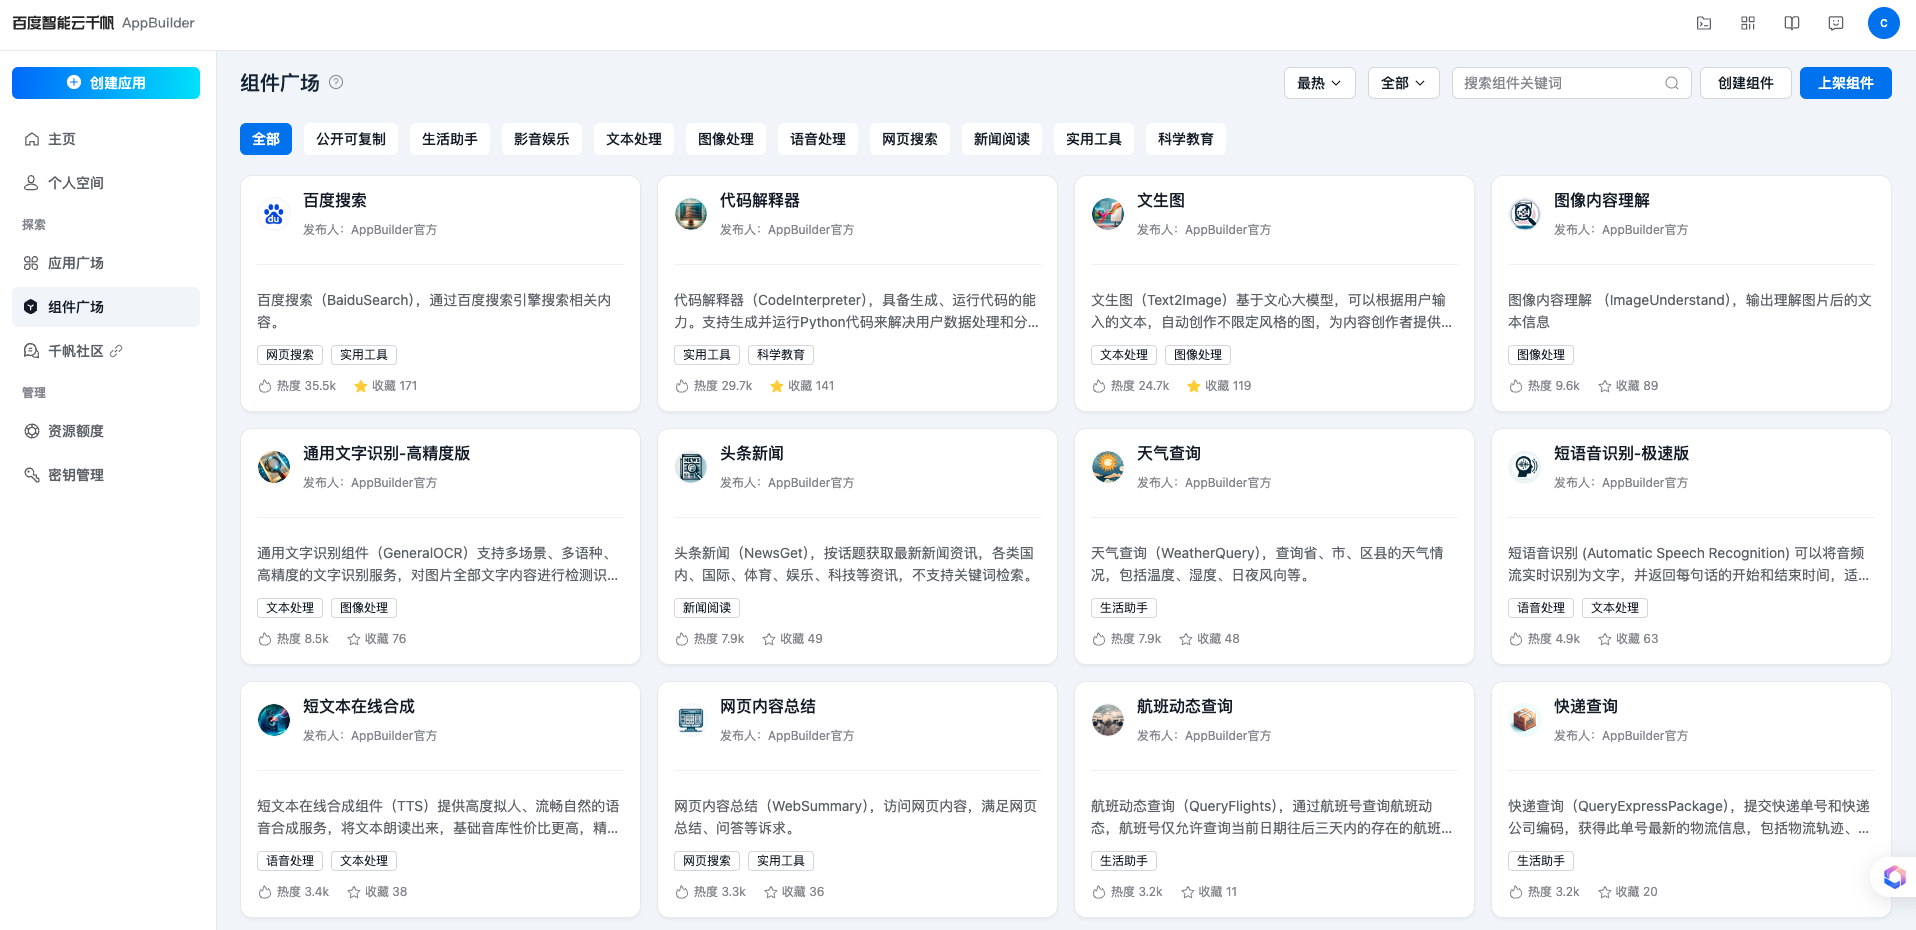 百度智能云千帆 AppBuilder
C
创建应用
主页
个人空间
探索
应用广场
组件广场
千帆社区
管理
资源额度
密钥管理
组件广场
最热
全部
搜索组件关键词
创建组件
上架组件
全部
公开可复制
生活助手
影音娱乐
文本处理
图像处理
语音处理
网页搜索
新闻阅读
实用工具
科学教育
百度搜索
发布人：AppBuilder官方
百度搜索（BaiduSearch），通过百度搜索引擎搜索相关内
容。
网页搜索 实用工具
热度 35.5k 收藏 171
代码解释器
发布人：AppBuilder官方
代码解释器（CodeInterpreter），具备生成、运行代码的能
力。支持生成并运行Python代码来解决用户数据处理和分...
实用工具 科学教育
热度 29.7k 收藏 141
文生图
发布人：AppBuilder官方
文生图（Text2Image）基于文心大模型，可以根据用户输
入的文本，自动创作不限定风格的图，为内容创作者提供...
文本处理 图像处理
热度 24.7k 收藏 119
图像内容理解
发布人：AppBuilder官方
图像内容理解 （ImageUnderstand），输出理解图片后的文
本信息
图像处理
热度 9.6k 收藏 89
通用文字识别-高精度版
发布人：AppBuilder官方
通用文字识别组件（GeneralOCR）支持多场景、多语种、
高精度的文字识别服务，对图片全部文字内容进行检测识...
文本处理 图像处理
热度 8.5k 收藏 76
NEWS
头条新闻
发布人：AppBuilder官方
头条新闻（NewsGet），按话题获取最新新闻资讯，各类国
内、国际、体育、娱乐、科技等资讯，不支持关键词检索。
新闻阅读
热度 7.9k 收藏 49
天气查询
发布人：AppBuilder官方
天气查询（WeatherQuery），查询省、市、区县的天气情
况，包括温度、湿度、日夜风向等。
生活助手
热度 7.9k 收藏 48
短语音识别-极速版
发布人：AppBuilder官方
短语音识别 (Automatic Speech Recognition) 可以将音频
流实时识别为文字，并返回每句话的开始和结束时间，适...
语音处理 文本处理
热度 4.9k 收藏 63
短文本在线合成
发布人：AppBuilder官方
短文本在线合成组件（TTS）提供高度拟人、流畅自然的语
音合成服务，将文本朗读出来，基础音库性价比更高，精...
语音处理 文本处理
热度 3.4k 收藏 38
网页内容总结
发布人：AppBuilder官方
网页内容总结（WebSummary），访问网页内容，满足网页
总结、问答等诉求。
网页搜索 实用工具
热度 3.3k 收藏 36
航班动态查询
发布人：AppBuilder官方
航班动态查询（QueryFlights），通过航班号查询航班动
态，航班号仅允许查询当前日期往后三天内的存在的航班...
生活助手
热度 3.2k 收藏 11
快递查询
发布人：AppBuilder官方
快递查询（QueryExpressPackage），提交快递单号和快递
公司编码，获得此单号最新的物流信息，包括物流轨迹、...
生活助手
热度 3.2k 收藏 20